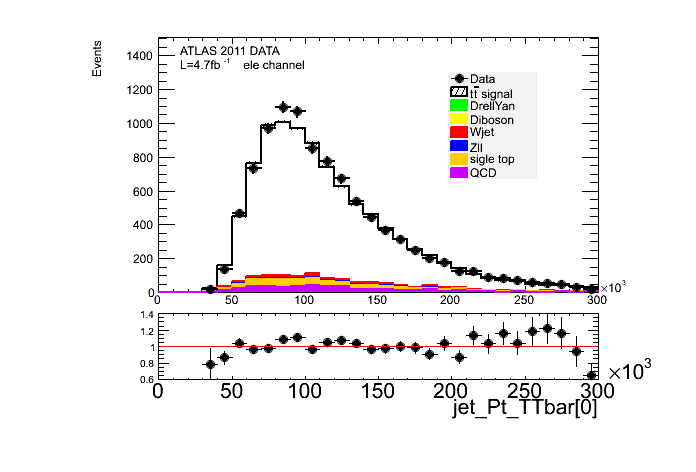 Events
ATLAS 2011 DATA
L=4.7fb⁻¹ ele channel
Data
tt̄ signal
DrellYan
Diboson
Wjet
Zll
sigle top
QCD
1400
1200
1000
800
600
400
200
0
0 50 100 150 200 250 300 ×10³
1.4
1.2
1
0.8
0.6
0 50 100 150 200 250 300 ×10³
jet_Pt_TTbar[0]